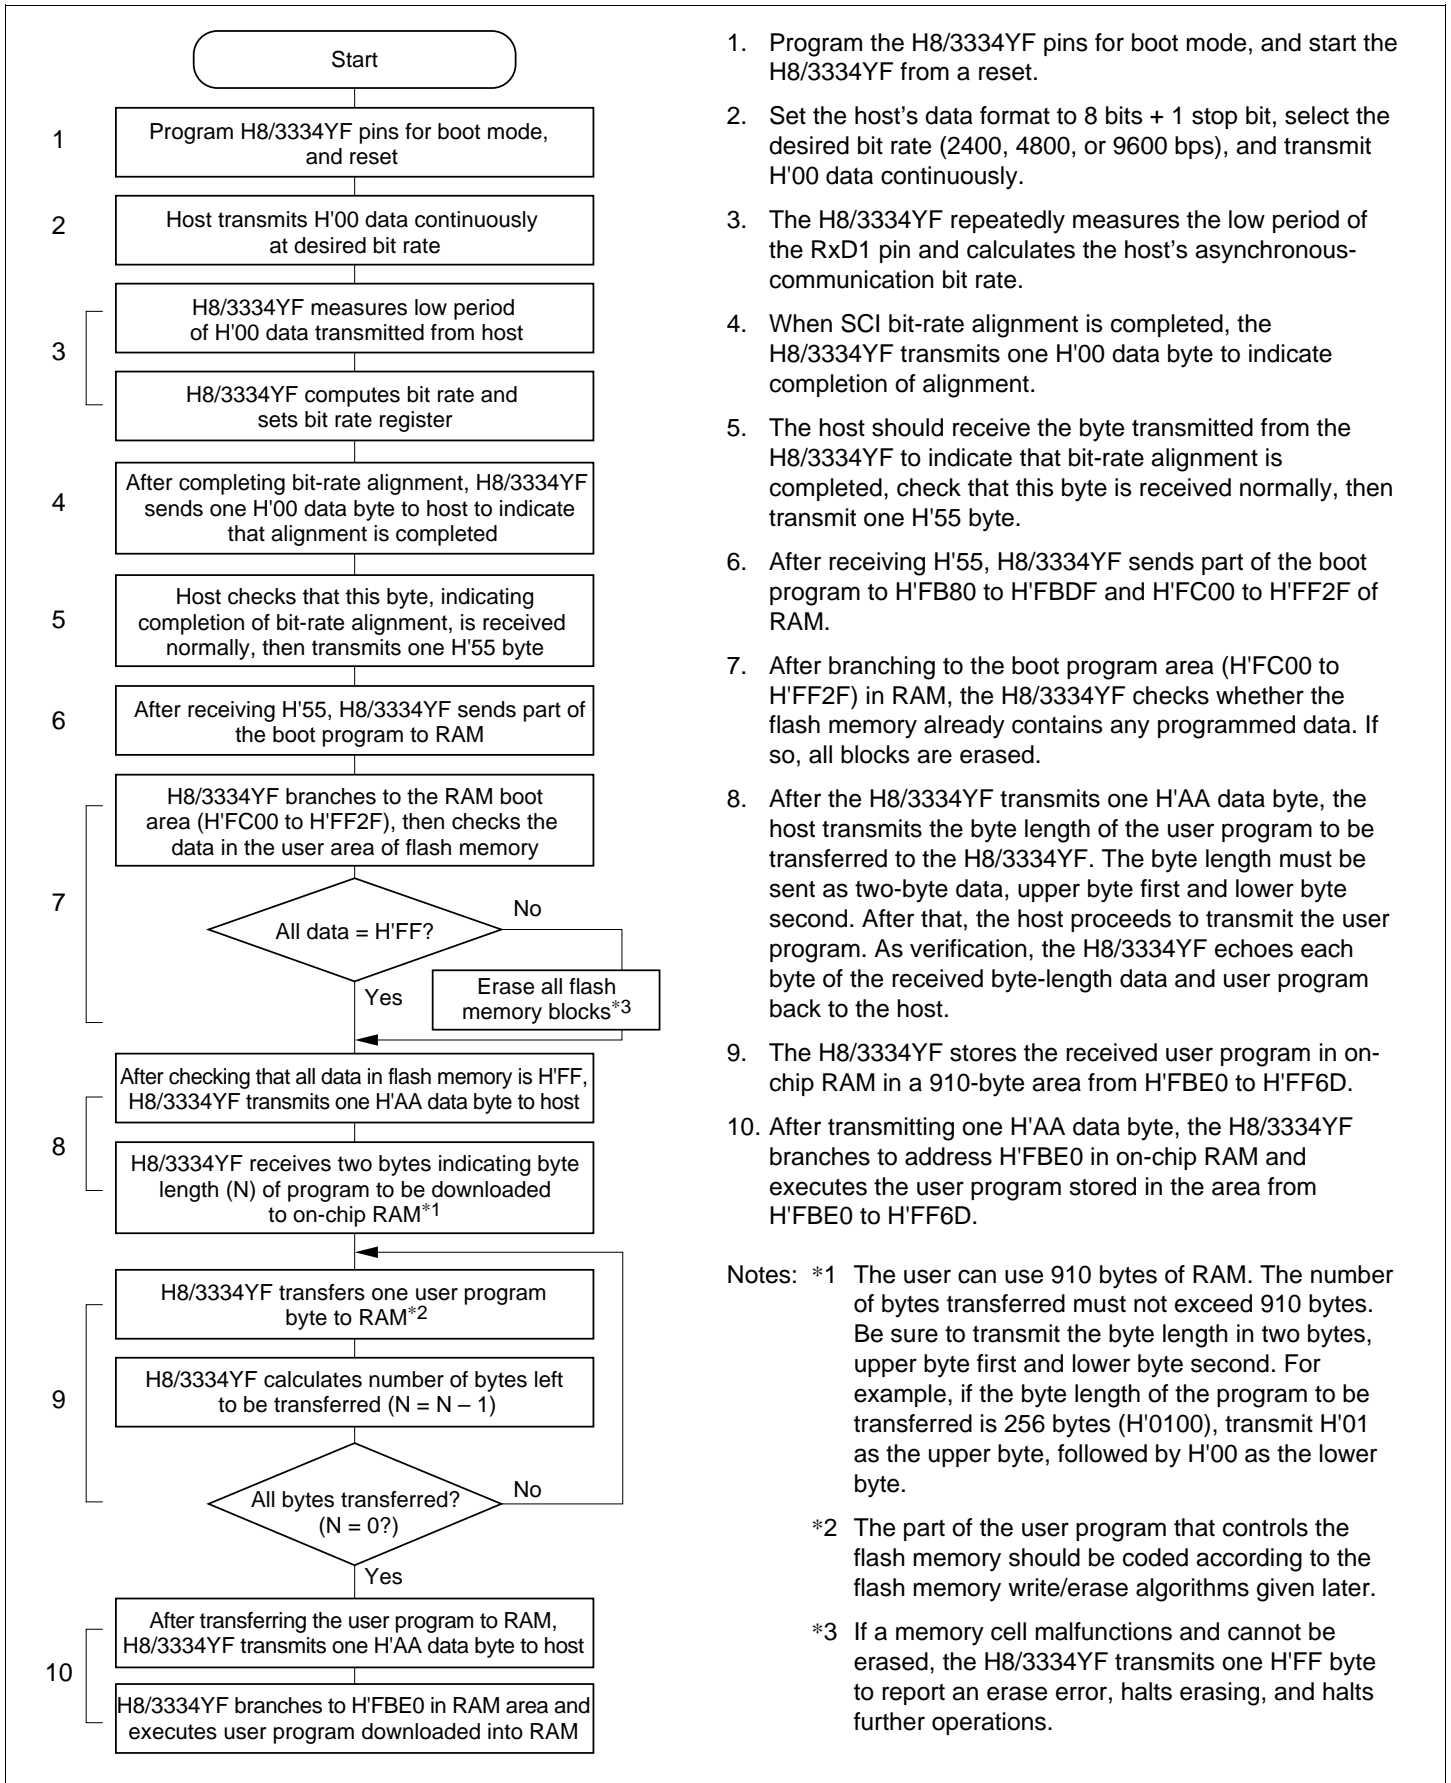 Start
1
Program H8/3334YF pins for boot mode,
and reset
2
Host transmits H'00 data continuously
at desired bit rate
3
H8/3334YF measures low period
of H'00 data transmitted from host
H8/3334YF computes bit rate and
sets bit rate register
4
After completing bit-rate alignment, H8/3334YF
sends one H'00 data byte to host to indicate
that alignment is completed
5
Host checks that this byte, indicating
completion of bit-rate alignment, is received
normally, then transmits one H'55 byte
6
After receiving H'55, H8/3334YF sends part of
the boot program to RAM
7
H8/3334YF branches to the RAM boot
area (H'FC00 to H'FF2F), then checks the
data in the user area of flash memory
All data = H'FF?
No
Yes
Erase all flash
memory blocks*3
8
After checking that all data in flash memory is H'FF,
H8/3334YF transmits one H'AA data byte to host
H8/3334YF receives two bytes indicating byte
length (N) of program to be downloaded
to on-chip RAM*1
9
H8/3334YF transfers one user program
byte to RAM*2
H8/3334YF calculates number of bytes left
to be transferred (N = N – 1)
All bytes transferred?
(N = 0?)
No
Yes
10
After transferring the user program to RAM,
H8/3334YF transmits one H'AA data byte to host
H8/3334YF branches to H'FBE0 in RAM area and
executes user program downloaded into RAM
1. Program the H8/3334YF pins for boot mode, and start the
H8/3334YF from a reset.
2. Set the host's data format to 8 bits + 1 stop bit, select the
desired bit rate (2400, 4800, or 9600 bps), and transmit
H'00 data continuously.
3. The H8/3334YF repeatedly measures the low period of
the RxD1 pin and calculates the host's asynchronous-
communication bit rate.
4. When SCI bit-rate alignment is completed, the
H8/3334YF transmits one H'00 data byte to indicate
completion of alignment.
5. The host should receive the byte transmitted from the
H8/3334YF to indicate that bit-rate alignment is
completed, check that this byte is received normally, then
transmit one H'55 byte.
6. After receiving H'55, H8/3334YF sends part of the boot
program to H'FB80 to H'FBDF and H'FC00 to H'FF2F of
RAM.
7. After branching to the boot program area (H'FC00 to
H'FF2F) in RAM, the H8/3334YF checks whether the
flash memory already contains any programmed data. If
so, all blocks are erased.
8. After the H8/3334YF transmits one H'AA data byte, the
host transmits the byte length of the user program to be
transferred to the H8/3334YF. The byte length must be
sent as two-byte data, upper byte first and lower byte
second. After that, the host proceeds to transmit the user
program. As verification, the H8/3334YF echoes each
byte of the received byte-length data and user program
back to the host.
9. The H8/3334YF stores the received user program in on-
chip RAM in a 910-byte area from H'FBE0 to H'FF6D.
10. After transmitting one H'AA data byte, the H8/3334YF
branches to address H'FBE0 in on-chip RAM and
executes the user program stored in the area from
H'FBE0 to H'FF6D.
Notes: *1 The user can use 910 bytes of RAM. The number
of bytes transferred must not exceed 910 bytes.
Be sure to transmit the byte length in two bytes,
upper byte first and lower byte second. For
example, if the byte length of the program to be
transferred is 256 bytes (H'0100), transmit H'01
as the upper byte, followed by H'00 as the lower
byte.
*2 The part of the user program that controls the
flash memory should be coded according to the
flash memory write/erase algorithms given later.
*3 If a memory cell malfunctions and cannot be
erased, the H8/3334YF transmits one H'FF byte
to report an erase error, halts erasing, and halts
further operations.